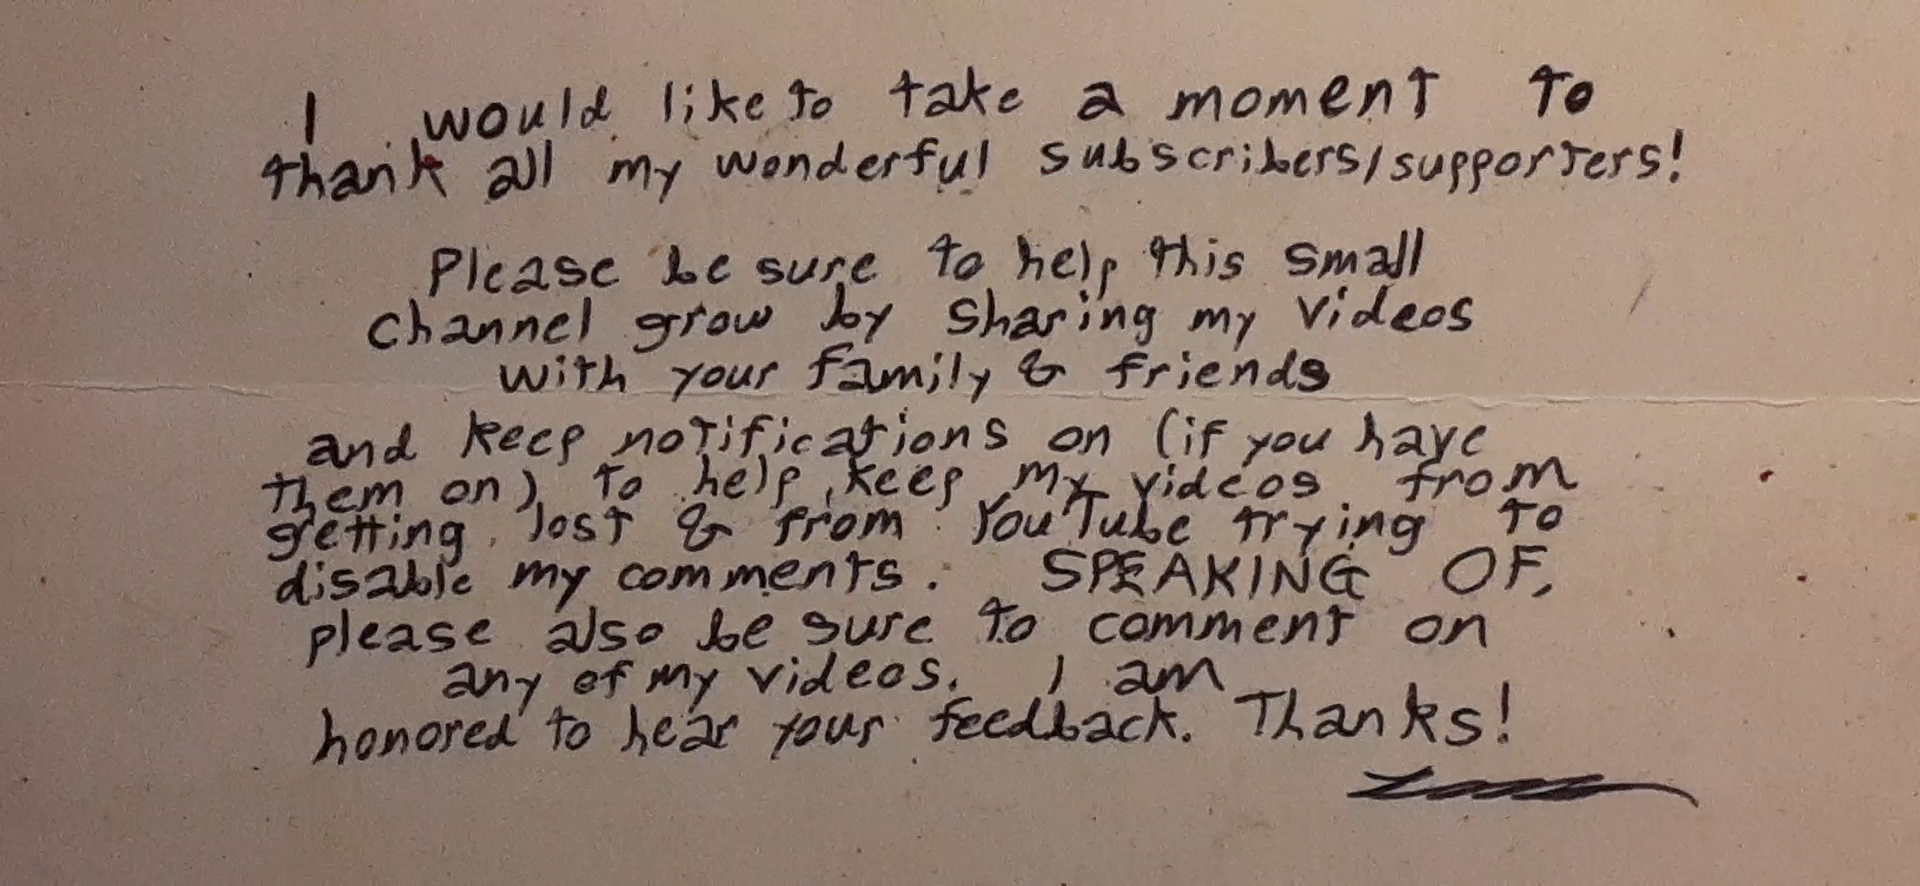 I would like to take a moment to
thank all my wonderful subscribers/supporters!
Please be sure to help this small
channel grow by sharing my videos
with your family & friends
and keep notifications on (if you have
them on) to help keep my videos from
getting lost & from YouTube trying to
disable my comments. SPEAKING OF,
please also be sure to comment on
any of my videos. I am
honored to hear your feedback. Thanks!